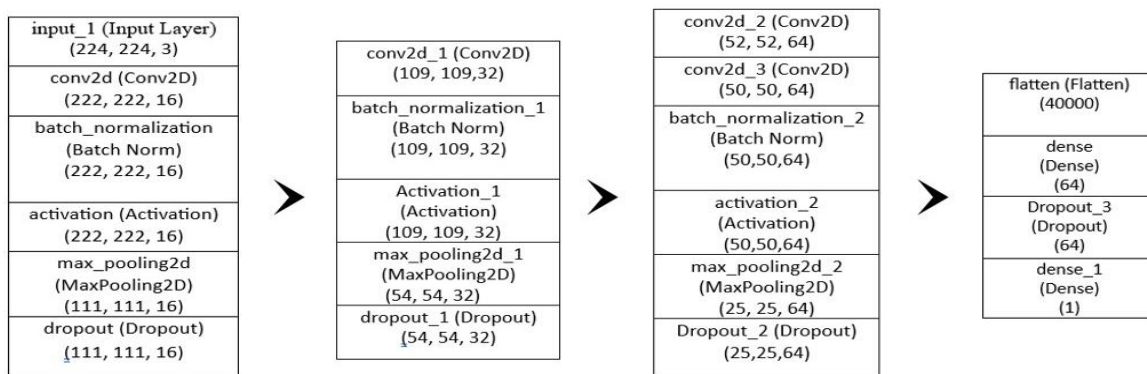 input_1 (Input Layer)
(224, 224, 3)
conv2d (Conv2D)
(222, 222, 16)
batch_normalization
(Batch Norm)
(222, 222, 16)
activation (Activation)
(222, 222, 16)
max_pooling2d
(MaxPooling2D)
(111, 111, 16)
dropout (Dropout)
(111, 111, 16)
conv2d_1 (Conv2D)
(109, 109,32)
batch_normalization_1
(Batch Norm)
(109, 109, 32)
Activation_1
(Activation)
(109, 109, 32)
max_pooling2d_1
(MaxPooling2D)
(54, 54, 32)
dropout_1 (Dropout)
(54, 54, 32)
conv2d_2 (Conv2D)
(52, 52, 64)
conv2d_3 (Conv2D)
(50, 50, 64)
batch_normalization_2
(Batch Norm)
(50,50,64)
activation_2
(Activation)
(50,50,64)
max_pooling2d_2
(MaxPooling2D)
(25, 25, 64)
Dropout_2 (Dropout)
(25,25,64)
flatten (Flatten)
(40000)
dense
(Dense)
(64)
Dropout_3
(Dropout)
(64)
dense_1
(Dense)
(1)